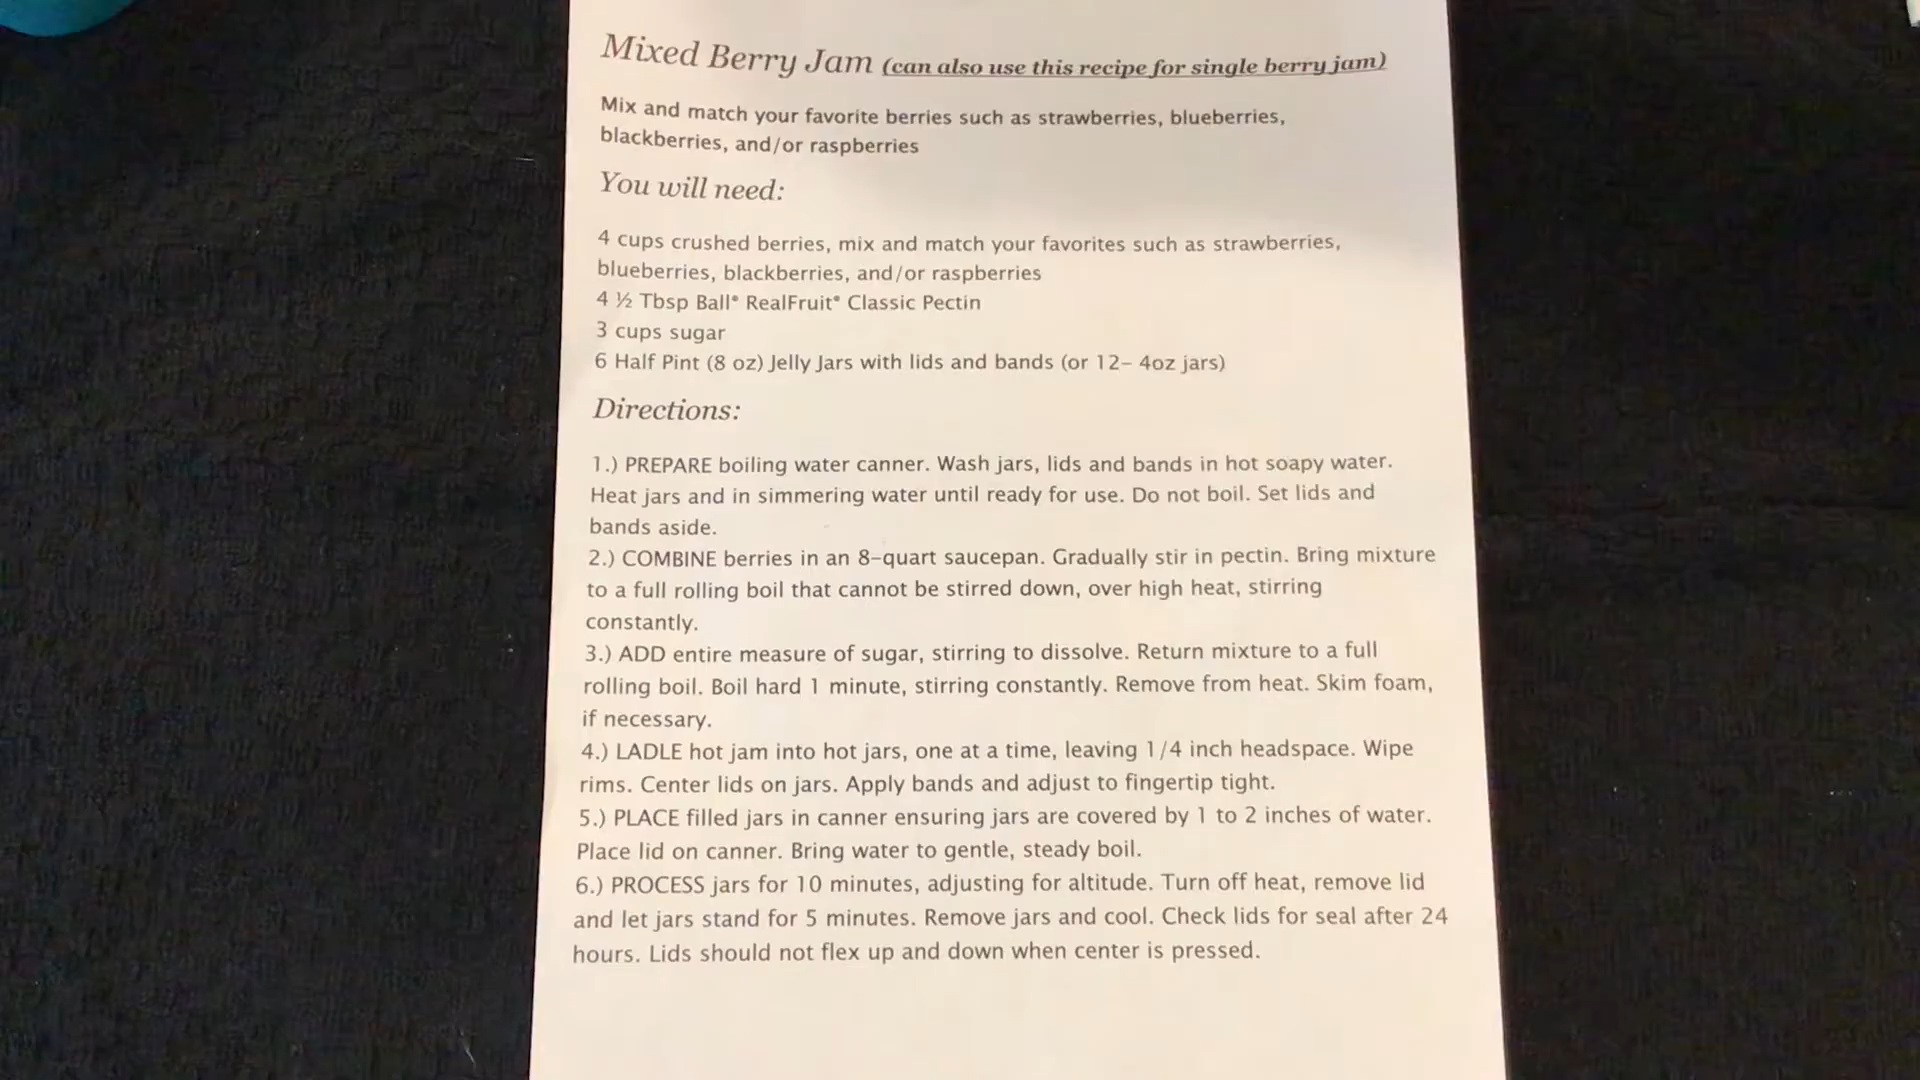 Mixed Berry Jam (can also use this recipe for single berry jam)
Mix and match your favorite berries such as strawberries, blueberries,
blackberries, and/or raspberries
You will need:
4 cups crushed berries, mix and match your favorites such as strawberries,
blueberries, blackberries, and/or raspberries
4 ½ Tbsp Ball® RealFruit® Classic Pectin
3 cups sugar
6 Half Pint (8 oz) Jelly Jars with lids and bands (or 12– 4oz jars)
Directions:
1.) PREPARE boiling water canner. Wash jars, lids and bands in hot soapy water.
Heat jars and in simmering water until ready for use. Do not boil. Set lids and
bands aside.
2.) COMBINE berries in an 8-quart saucepan. Gradually stir in pectin. Bring mixture
to a full rolling boil that cannot be stirred down, over high heat, stirring
constantly.
3.) ADD entire measure of sugar, stirring to dissolve. Return mixture to a full
rolling boil. Boil hard 1 minute, stirring constantly. Remove from heat. Skim foam,
if necessary.
4.) LADLE hot jam into hot jars, one at a time, leaving 1/4 inch headspace. Wipe
rims. Center lids on jars. Apply bands and adjust to fingertip tight.
5.) PLACE filled jars in canner ensuring jars are covered by 1 to 2 inches of water.
Place lid on canner. Bring water to gentle, steady boil.
6.) PROCESS jars for 10 minutes, adjusting for altitude. Turn off heat, remove lid
and let jars stand for 5 minutes. Remove jars and cool. Check lids for seal after 24
hours. Lids should not flex up and down when center is pressed.